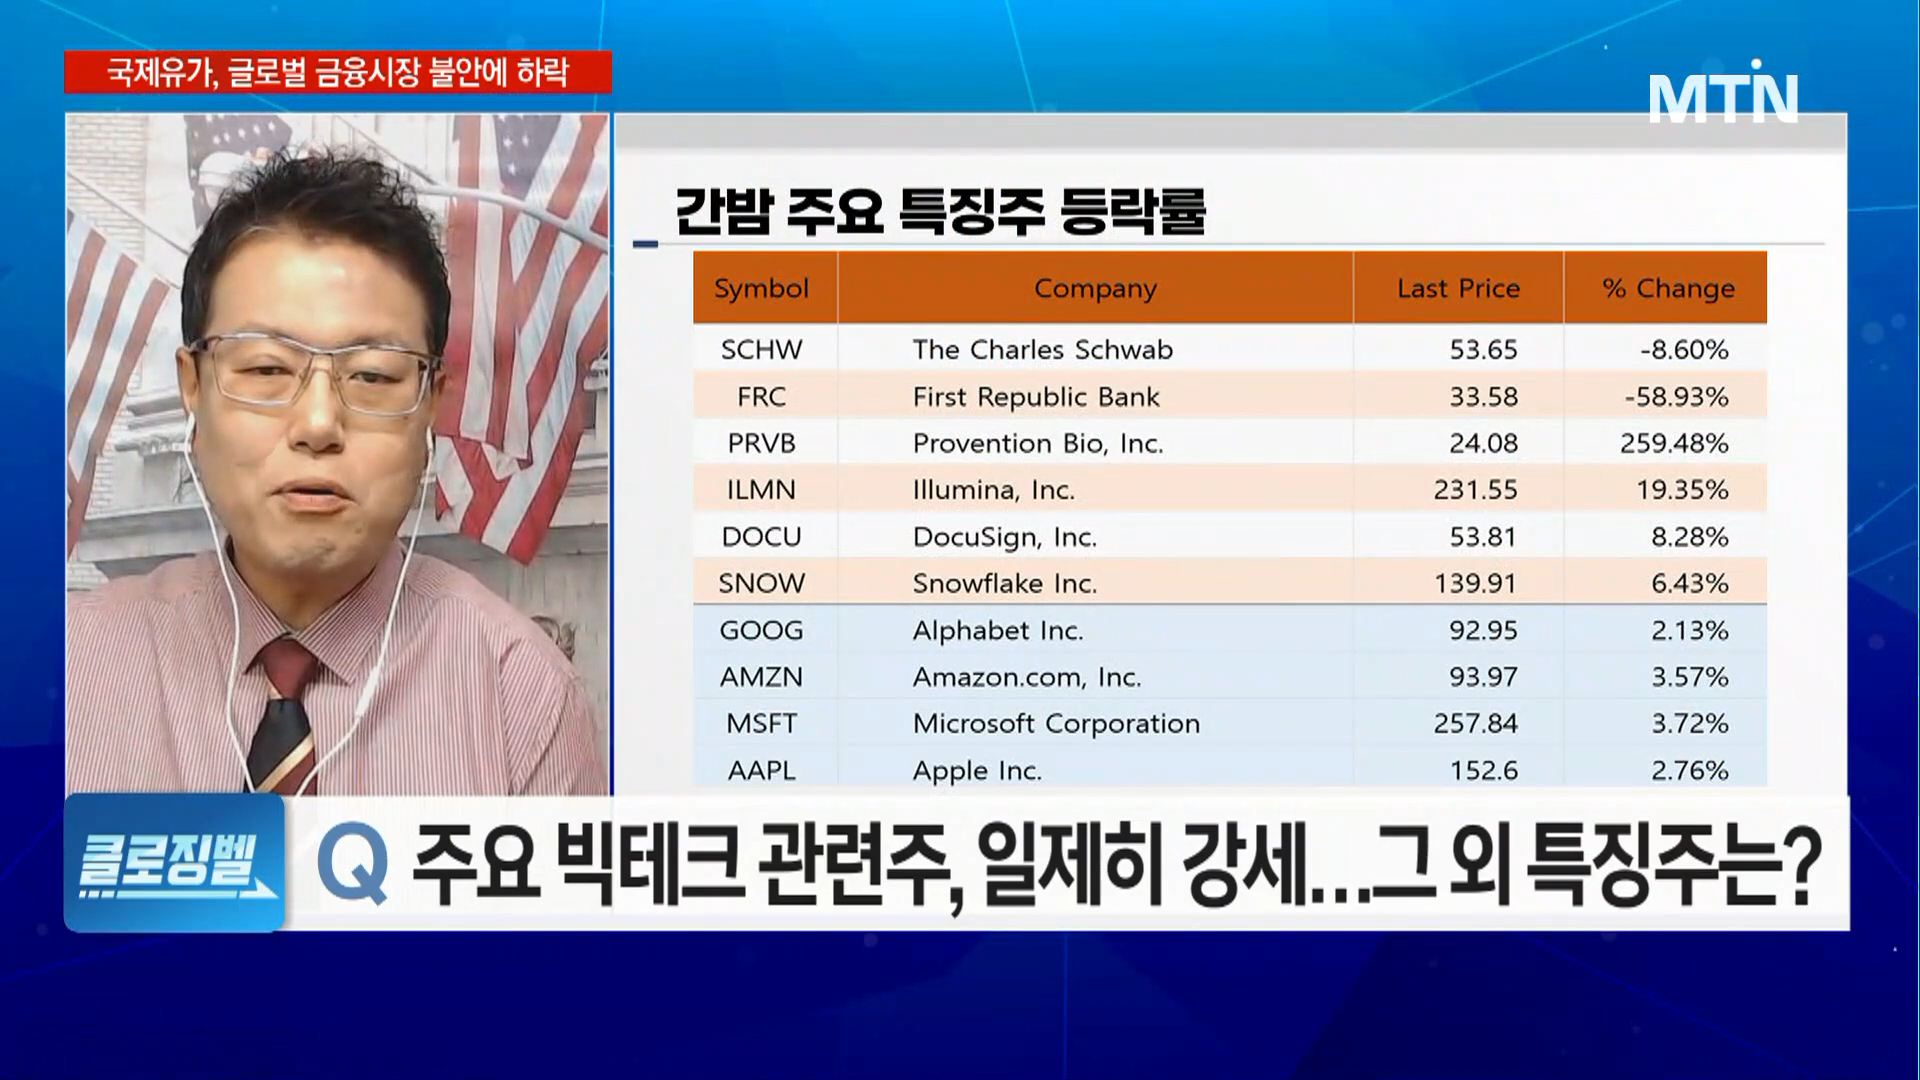 국제유가, 글로벌 금융시장 불안에 하락
MTN
간밤 주요 특징주 등락률
Symbol Company Last Price % Change
SCHW The Charles Schwab 53.65 -8.60%
FRC First Republic Bank 33.58 -58.93%
PRVB Provention Bio, Inc. 24.08 259.48%
ILMN Illumina, Inc. 231.55 19.35%
DOCU DocuSign, Inc. 53.81 8.28%
SNOW Snowflake Inc. 139.91 6.43%
GOOG Alphabet Inc. 92.95 2.13%
AMZN Amazon.com, Inc. 93.97 3.57%
MSFT Microsoft Corporation 257.84 3.72%
AAPL Apple Inc. 152.6 2.76%
클로징벨
Q 주요 빅테크 관련주, 일제히 강세...그 외 특징주는?